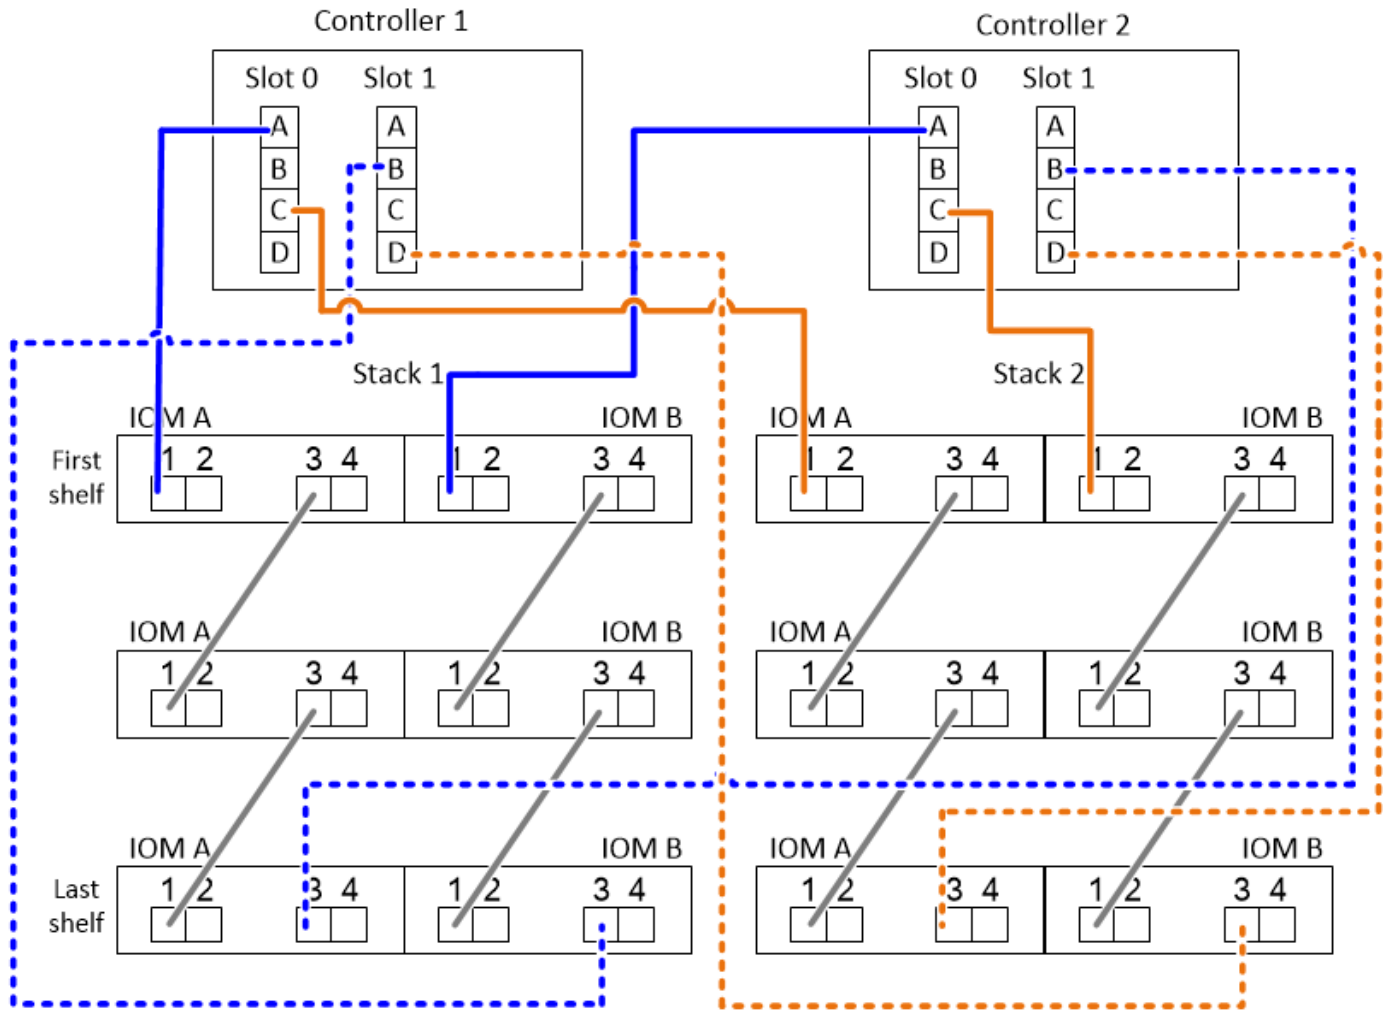 Controller 1
Controller 2
Slot 0 Slot 1
Slot 0 Slot 1
A A A A
B B B B
C C C C
D D D D
Stack 1
Stack 2
IOM A IOM B IOM A IOM B
First
shelf
1 2 3 4 1 2 3 4 1 2 3 4 1 2 3 4
IOM A IOM B IOM A IOM B
1 2 3 4 1 2 3 4 1 2 3 4 1 2 3 4
IOM A IOM B IOM A IOM B
Last
shelf
1 2 3 4 1 2 3 4 1 2 3 4 1 2 3 4